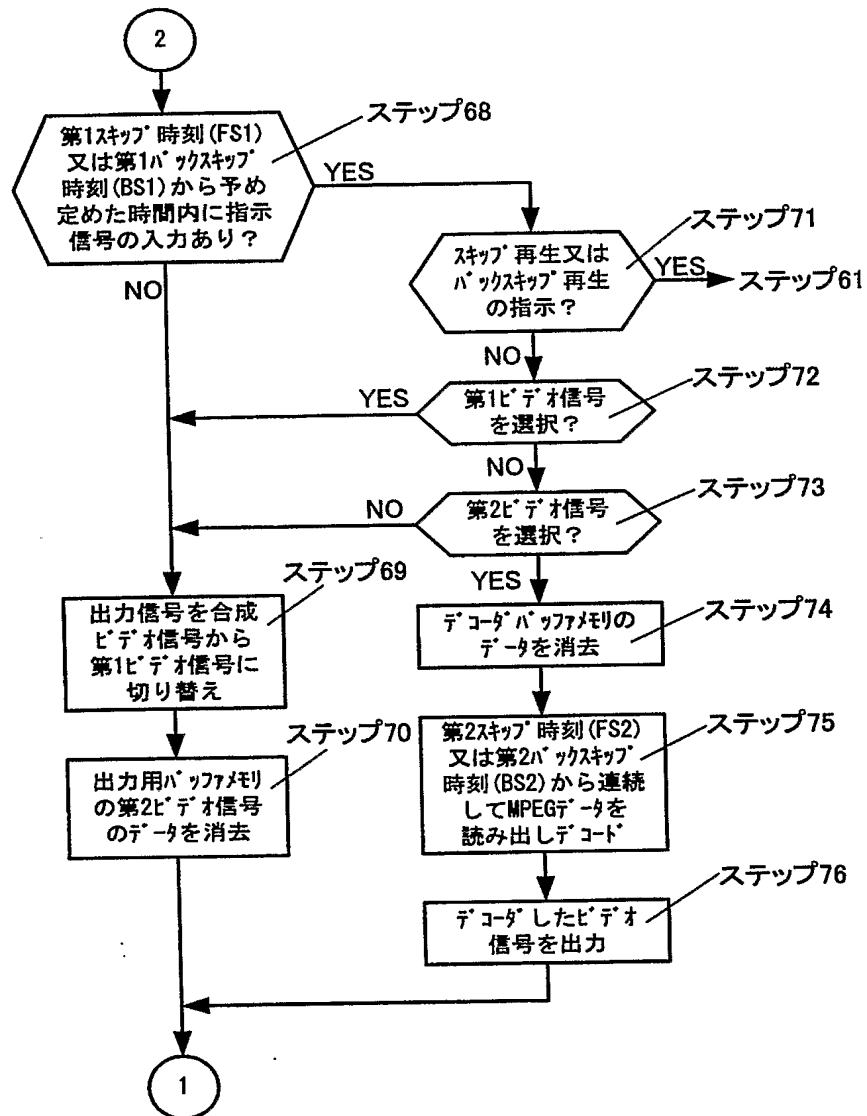 2
ステップ68
第1スキップ時刻(FS1)
又は第1バックスキップ
時刻(BS1)から予め
定めた時間内に指示
信号の入力あり？
YES
NO
ステップ71
スキップ再生又は
バックスキップ再生
の指示？
YES
ステップ61
NO
ステップ72
第1ビデオ信号
を選択？
YES
NO
ステップ73
第2ビデオ信号
を選択？
NO
YES
ステップ69
出力信号を合成
ビデオ信号から
第1ビデオ信号に
切り替え
ステップ74
デコーダバッファメモリの
データを消去
ステップ70
出力用バッファメモリ
の第2ビデオ信号
のデータを消去
ステップ75
第2スキップ時刻(FS2)
又は第2バックスキップ
時刻(BS2)から連続
してMPEGデータを
読み出しデコード
ステップ76
デコーダしたビデオ
信号を出力
1